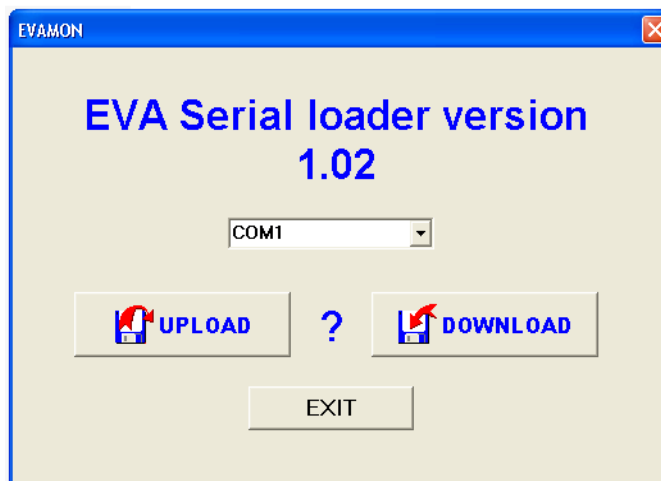 EVAMON
EVA Serial loader version
1.02
COM1
UPLOAD ? DOWNLOAD
EXIT